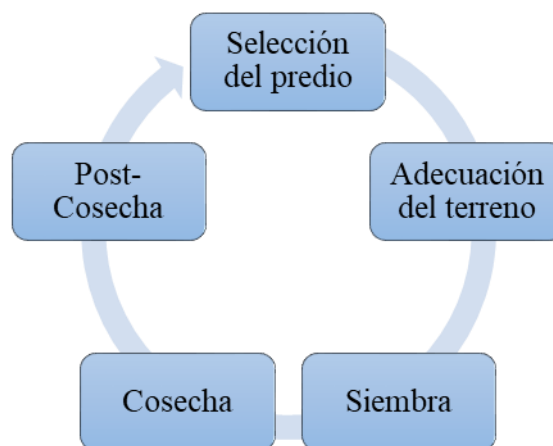 Selección
del predio
Adecuación
del terreno
Siembra
Cosecha
Post-
Cosecha